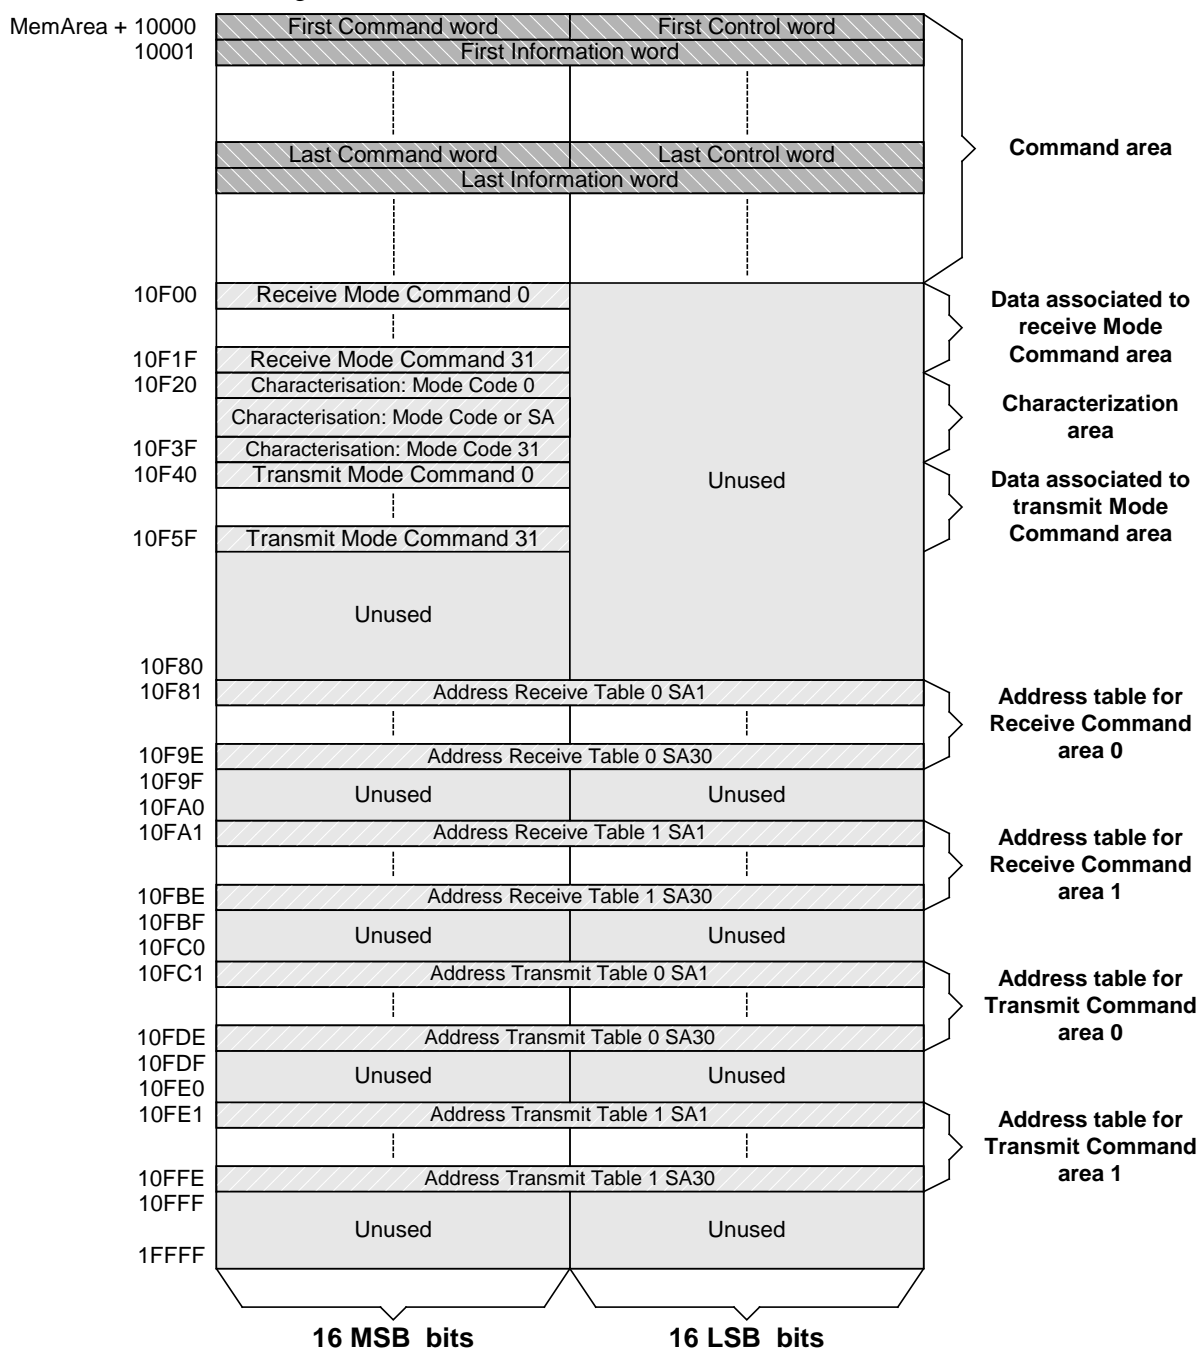 MemArea + 10000 First Command word First Control word
10001 First Information word
Last Command word Last Control word
Command area
Last Information word
10F00 Receive Mode Command 0
Data associated to
receive Mode
Command area
10F1F Receive Mode Command 31
10F20 Characterisation: Mode Code 0
Characterisation: Mode Code or SA
Characterization
area
10F3F Characterisation: Mode Code 31
10F40 Transmit Mode Command 0
Unused
Data associated to
transmit Mode
Command area
10F5F Transmit Mode Command 31
Unused
10F80
10F81 Address Receive Table 0 SA1
Address table for
Receive Command
area 0
10F9E Address Receive Table 0 SA30
10F9F
Unused Unused
10FA0
10FA1 Address Receive Table 1 SA1
Address table for
Receive Command
area 1
10FBE Address Receive Table 1 SA30
10FBF
Unused Unused
10FC0
10FC1 Address Transmit Table 0 SA1
Address table for
Transmit Command
area 0
10FDE Address Transmit Table 0 SA30
10FDF
Unused Unused
10FE0
10FE1 Address Transmit Table 1 SA1
Address table for
Transmit Command
area 1
10FFE Address Transmit Table 1 SA30
10FFF
Unused Unused
1FFFF
16 MSB bits 16 LSB bits